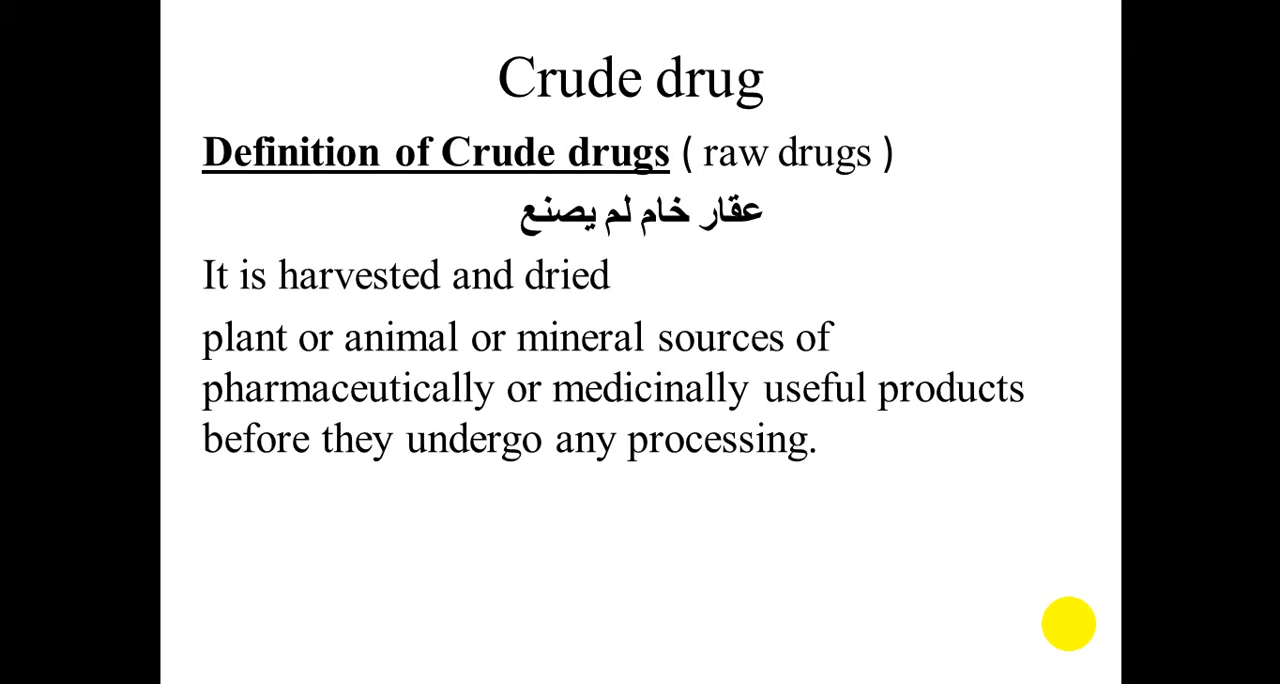 Crude drug
Definition of Crude drugs ( raw drugs )
عقار خام لم يصنع
It is harvested and dried
plant or animal or mineral sources of
pharmaceutically or medicinally useful products
before they undergo any processing.